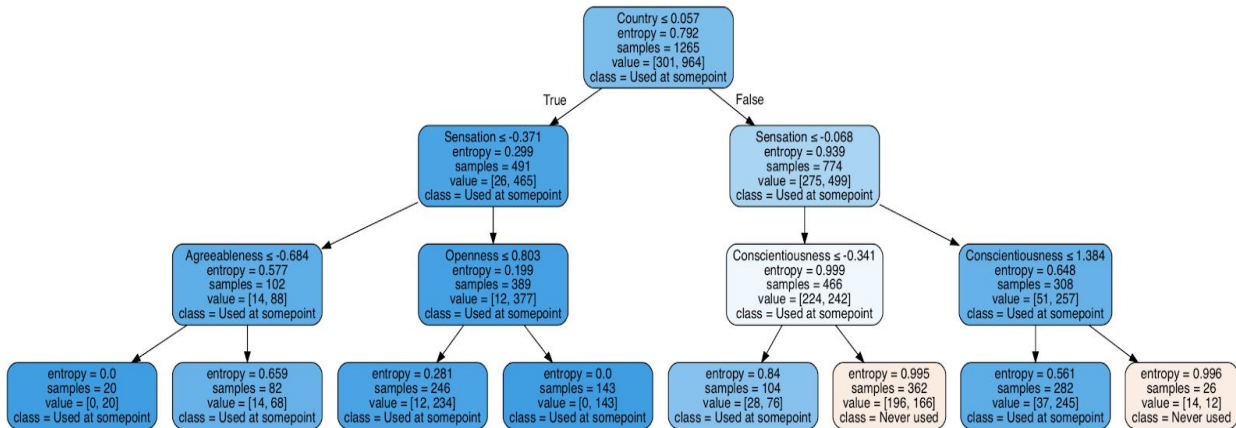 Country ≤ 0.057
entropy = 0.792
samples = 1265
value = [301, 964]
class = Used at somepoint
True
False
Sensation ≤ -0.371
entropy = 0.299
samples = 491
value = [26, 465]
class = Used at somepoint
Sensation ≤ -0.068
entropy = 0.939
samples = 774
value = [275, 499]
class = Used at somepoint
Agreeableness ≤ -0.684
entropy = 0.577
samples = 102
value = [14, 88]
class = Used at somepoint
Openness ≤ 0.803
entropy = 0.199
samples = 389
value = [12, 377]
class = Used at somepoint
Conscientiousness ≤ -0.341
entropy = 0.999
samples = 466
value = [224, 242]
class = Used at somepoint
Conscientiousness ≤ 1.384
entropy = 0.648
samples = 308
value = [51, 257]
class = Used at somepoint
entropy = 0.0
samples = 20
value = [0, 20]
class = Used at somepoint
entropy = 0.659
samples = 82
value = [14, 68]
class = Used at somepoint
entropy = 0.281
samples = 246
value = [12, 234]
class = Used at somepoint
entropy = 0.0
samples = 143
value = [0, 143]
class = Used at somepoint
entropy = 0.84
samples = 104
value = [28, 76]
class = Used at somepoint
entropy = 0.995
samples = 362
value = [196, 166]
class = Never used
entropy = 0.561
samples = 282
value = [37, 245]
class = Used at somepoint
entropy = 0.996
samples = 26
value = [14, 12]
class = Never used